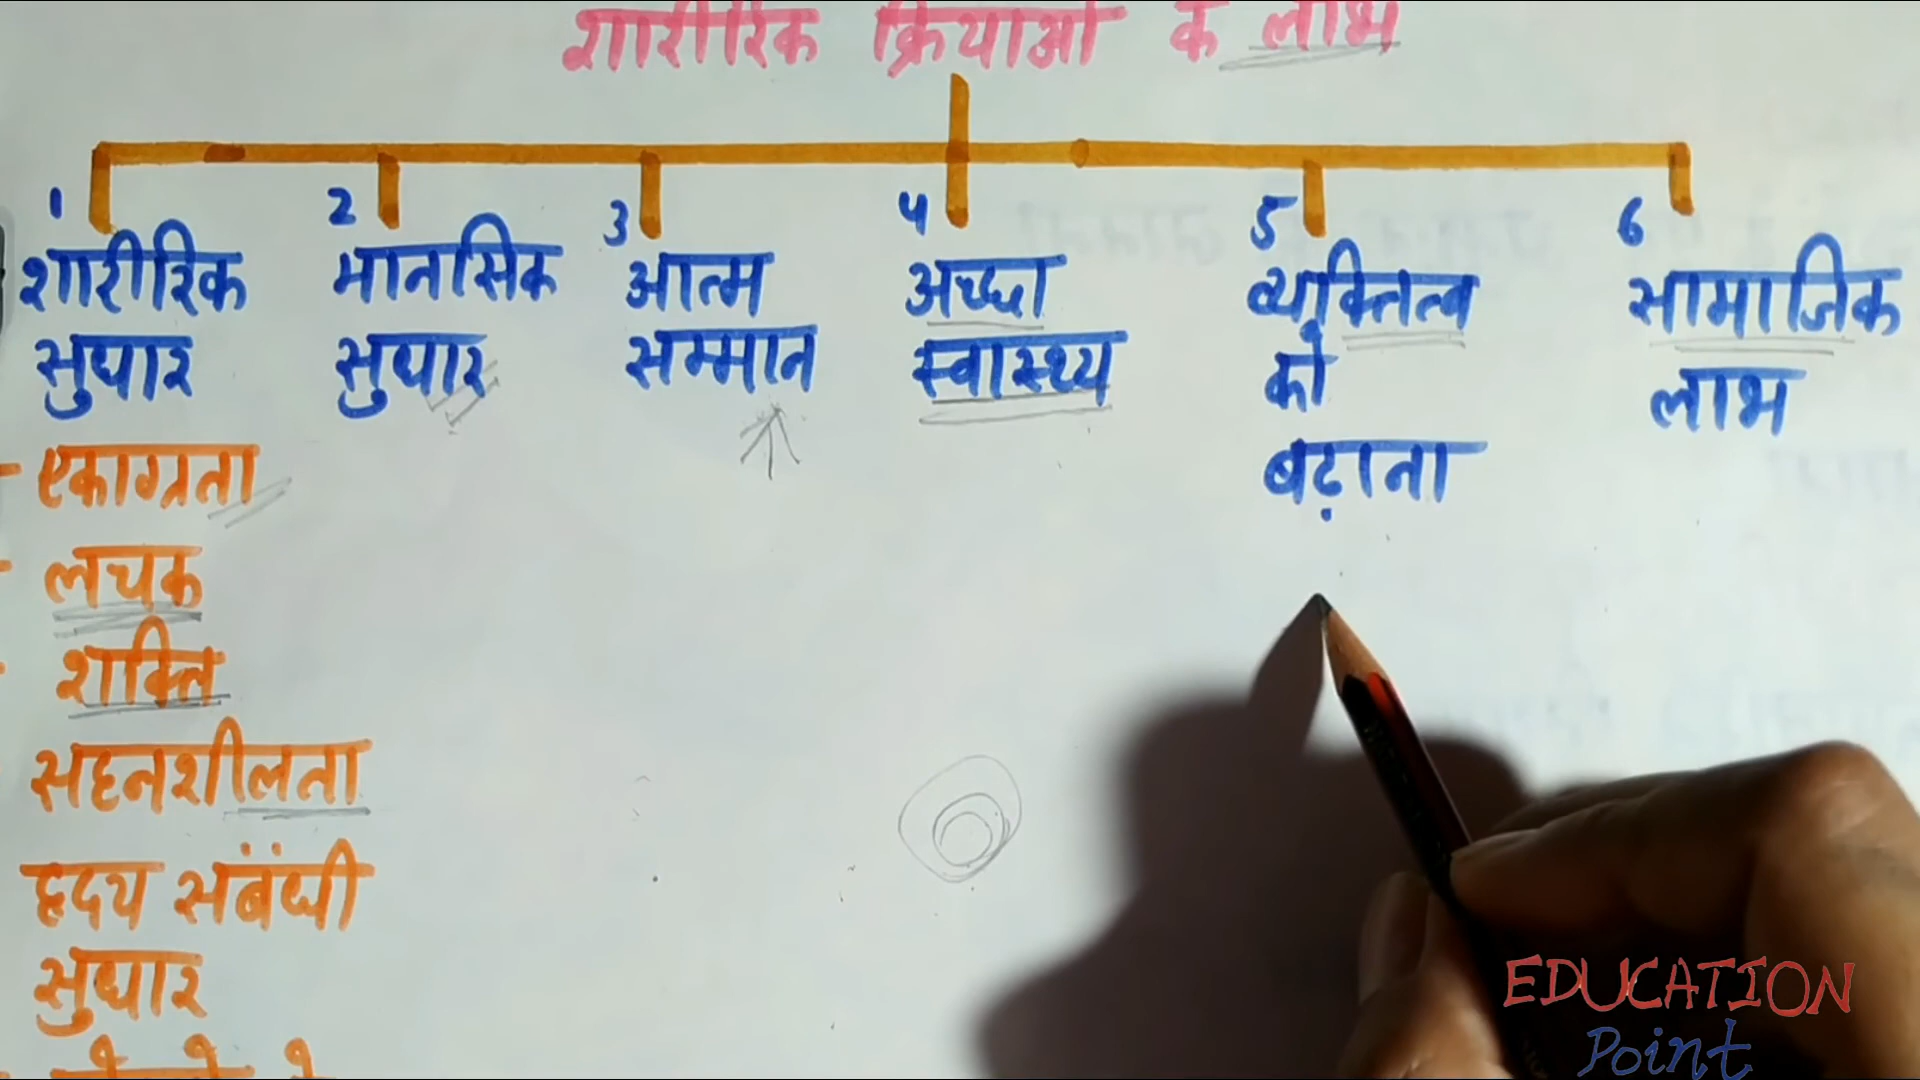 शारीरिक क्रियाओं के लाभ
1
शारीरिक
सुधार
2
मानसिक
सुधार
3
आत्म
सम्मान
4
अच्छा
स्वास्थ्य
5
व्यक्तित्व
को
बढ़ाना
6
सामाजिक
लाभ
- एकाग्रता
- लचक
- शक्ति
सहनशीलता
हृदय संबंधी
सुधार
EDUCATION
Point